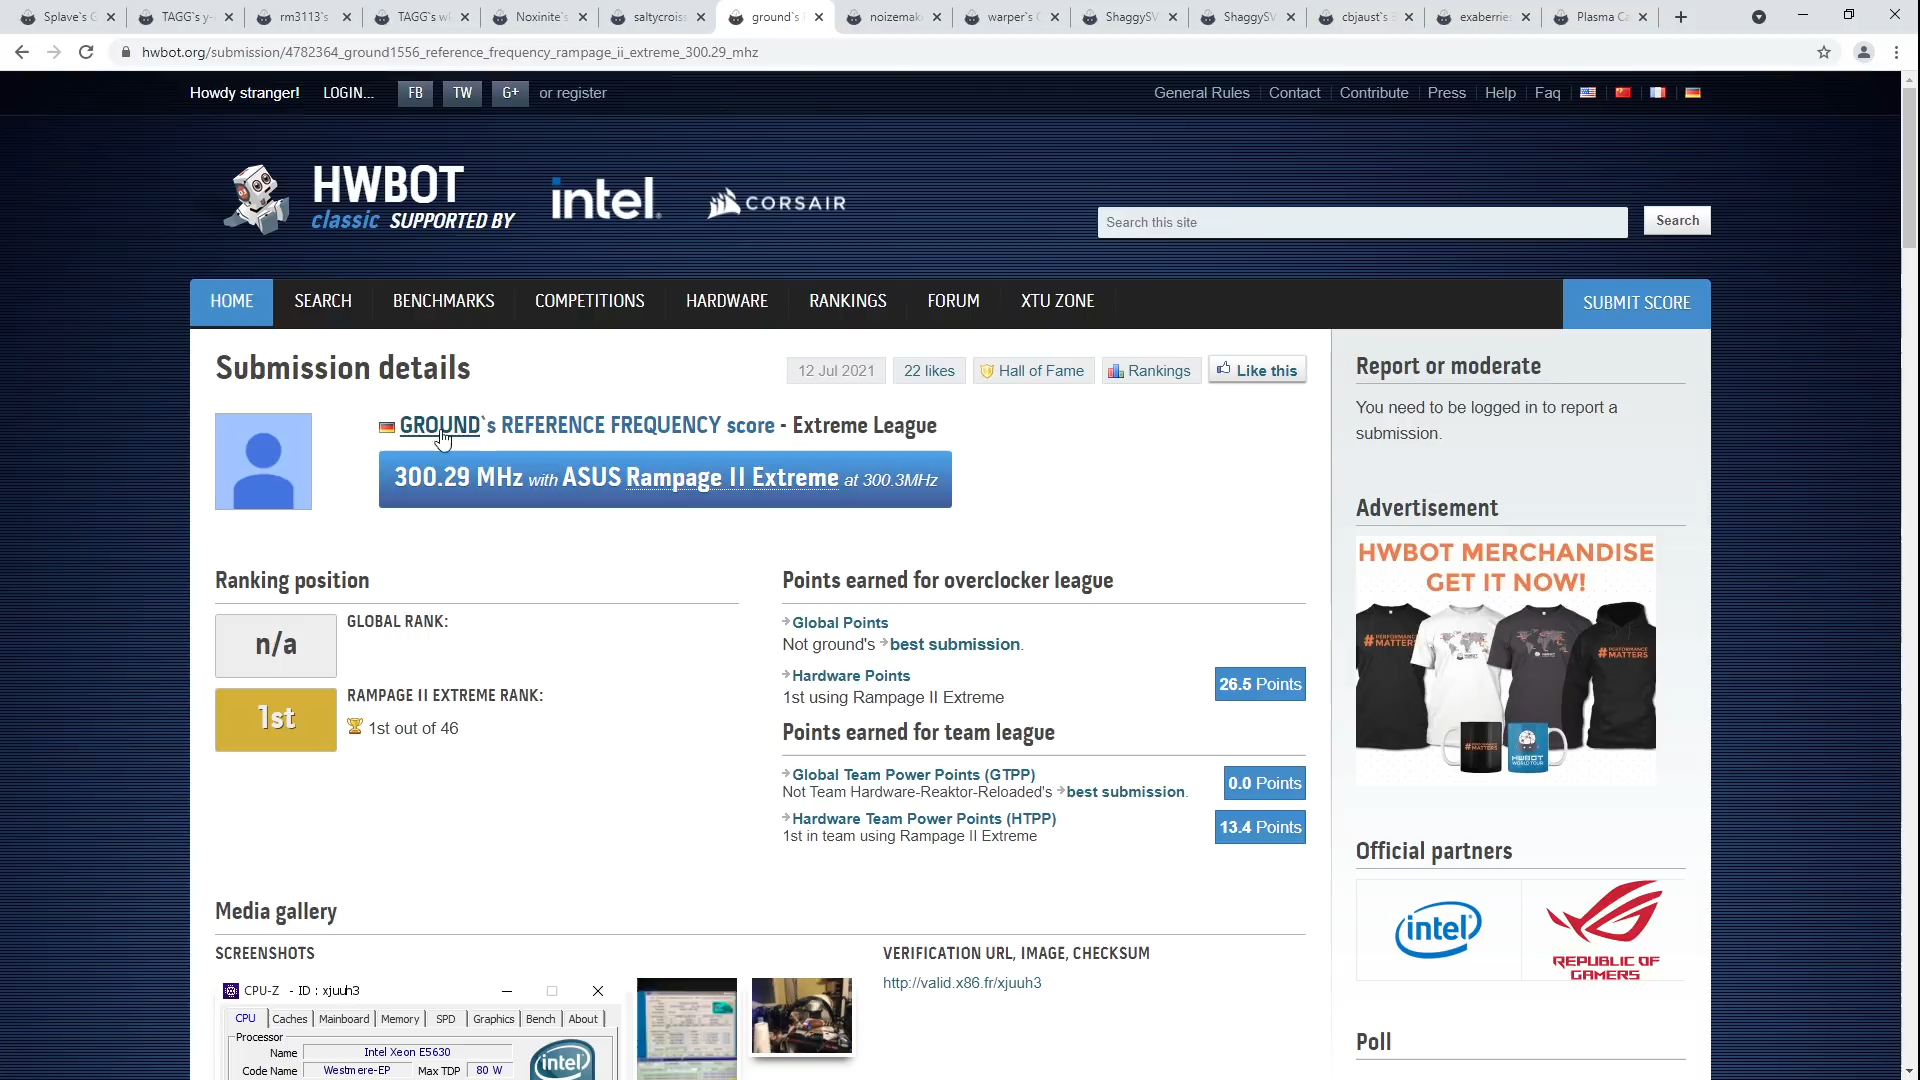 Splave`s G
TAGG`s y-
rm3113`s
TAGG`s wl
Noxinite`s
saltycrois
ground`s
noizemak
warper`s
ShaggySV
ShaggySV
cbjaust`s
exaberrie
Plasma Ca
hwbot.org/submission/4782364_ground1556_reference_frequency_rampage_ii_extreme_300.29_mhz
Howdy stranger! LOGIN... FB TW G+ or register
General Rules Contact Contribute Press Help Faq
HWBOT
classic SUPPORTED BY
intel.
CORSAIR
Search this site
Search
HOME SEARCH BENCHMARKS COMPETITIONS HARDWARE RANKINGS FORUM XTU ZONE SUBMIT SCORE
Submission details
12 Jul 2021
22 likes
Hall of Fame
Rankings
Like this
GROUND`s REFERENCE FREQUENCY score - Extreme League
300.29 MHz with ASUS Rampage II Extreme at 300.3MHz
Ranking position
n/a
GLOBAL RANK:
1st
RAMPAGE II EXTREME RANK:
1st out of 46
Points earned for overclocker league
Global Points
Not ground's best submission.
Hardware Points
1st using Rampage II Extreme
26.5 Points
Points earned for team league
Global Team Power Points (GTPP)
Not Team Hardware-Reaktor-Reloaded's best submission.
0.0 Points
Hardware Team Power Points (HTPP)
1st in team using Rampage II Extreme
13.4 Points
Media gallery
SCREENSHOTS
CPU-Z - ID : xjuuh3
CPU Caches Mainboard Memory SPD Graphics Bench About
Processor
Name Intel Xeon E5630
Code Name Westmere-EP Max TDP 80 W
intel
VERIFICATION URL, IMAGE, CHECKSUM
http://valid.x86.fr/xjuuh3
Report or moderate
You need to be logged in to report a
submission.
Advertisement
HWBOT MERCHANDISE
GET IT NOW!
#PERFORMANCE
MATTERS
HWBOT
WORLD TOUR
Official partners
intel
REPUBLIC OF
GAMERS
Poll